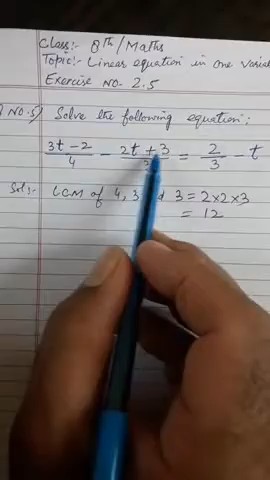 Class:- 8th/Maths
Topic:- Linear equation in one varia
Exercise NO- 2.5
Q NO.5) Solve the following equation:
3t-2/4 - 2t+3/3 = 2/3 - t
Sol:- LCM of 4, 3 d 3 = 2×2×3
= 12